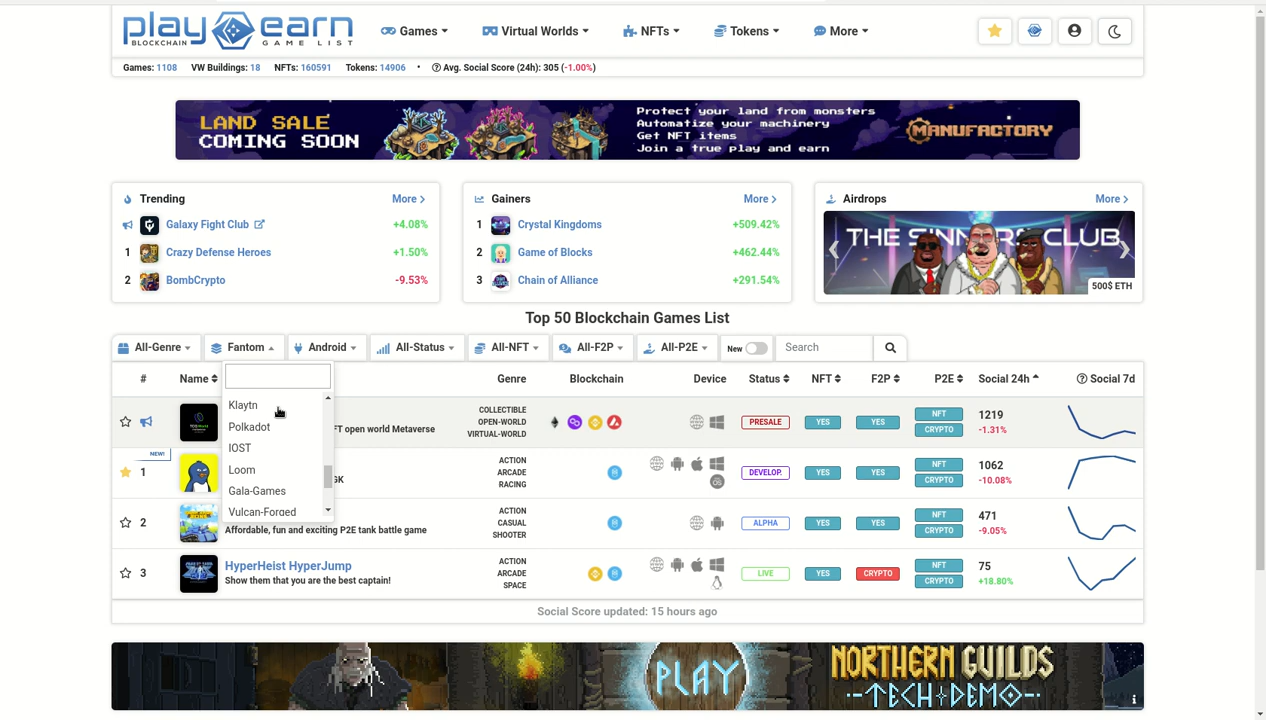 play earn
BLOCKCHAIN GAME LIST
Games
Virtual Worlds
NFTs
Tokens
More
Games: 1108 VW Buildings: 18 NFTs: 160591 Tokens: 14906 • Avg. Social Score (24h): 305 (-1.00%)
LAND SALE
COMING SOON
Protect your land from monsters
Automatize your machinery
Get NFT items
Join a true play and earn
MANUFACTORY
Trending More
Galaxy Fight Club +4.08%
1 Crazy Defense Heroes +1.50%
2 BombCrypto -9.53%
Gainers More
1 Crystal Kingdoms +509.42%
2 Game of Blocks +462.44%
3 Chain of Alliance +291.54%
Airdrops More
THE SINNERS CLUB
500$ ETH
Top 50 Blockchain Games List
All-Genre Fantom Android All-Status All-NFT All-F2P All-P2E New Search
# Name Genre Blockchain Device Status NFT F2P P2E Social 24h Social 7d
Klaytn
Polkadot
IOST
Loom
Gala-Games
Vulcan-Forged
FT open world Metaverse
COLLECTIBLE
OPEN-WORLD
VIRTUAL-WORLD
PRESALE YES YES
NFT
CRYPTO
1219
-1.31%
NEW!
1
GK
ACTION
ARCADE
RACING
DEVELOP. YES YES
NFT
CRYPTO
1062
-10.08%
2
Affordable, fun and exciting P2E tank battle game
ACTION
CASUAL
SHOOTER
ALPHA YES YES
NFT
CRYPTO
471
-9.05%
3
HyperHeist HyperJump
Show them that you are the best captain!
ACTION
ARCADE
SPACE
LIVE YES CRYPTO
NFT
CRYPTO
75
+18.80%
Social Score updated: 15 hours ago
PLAY
NORTHERN GUILDS
TECH DEMO